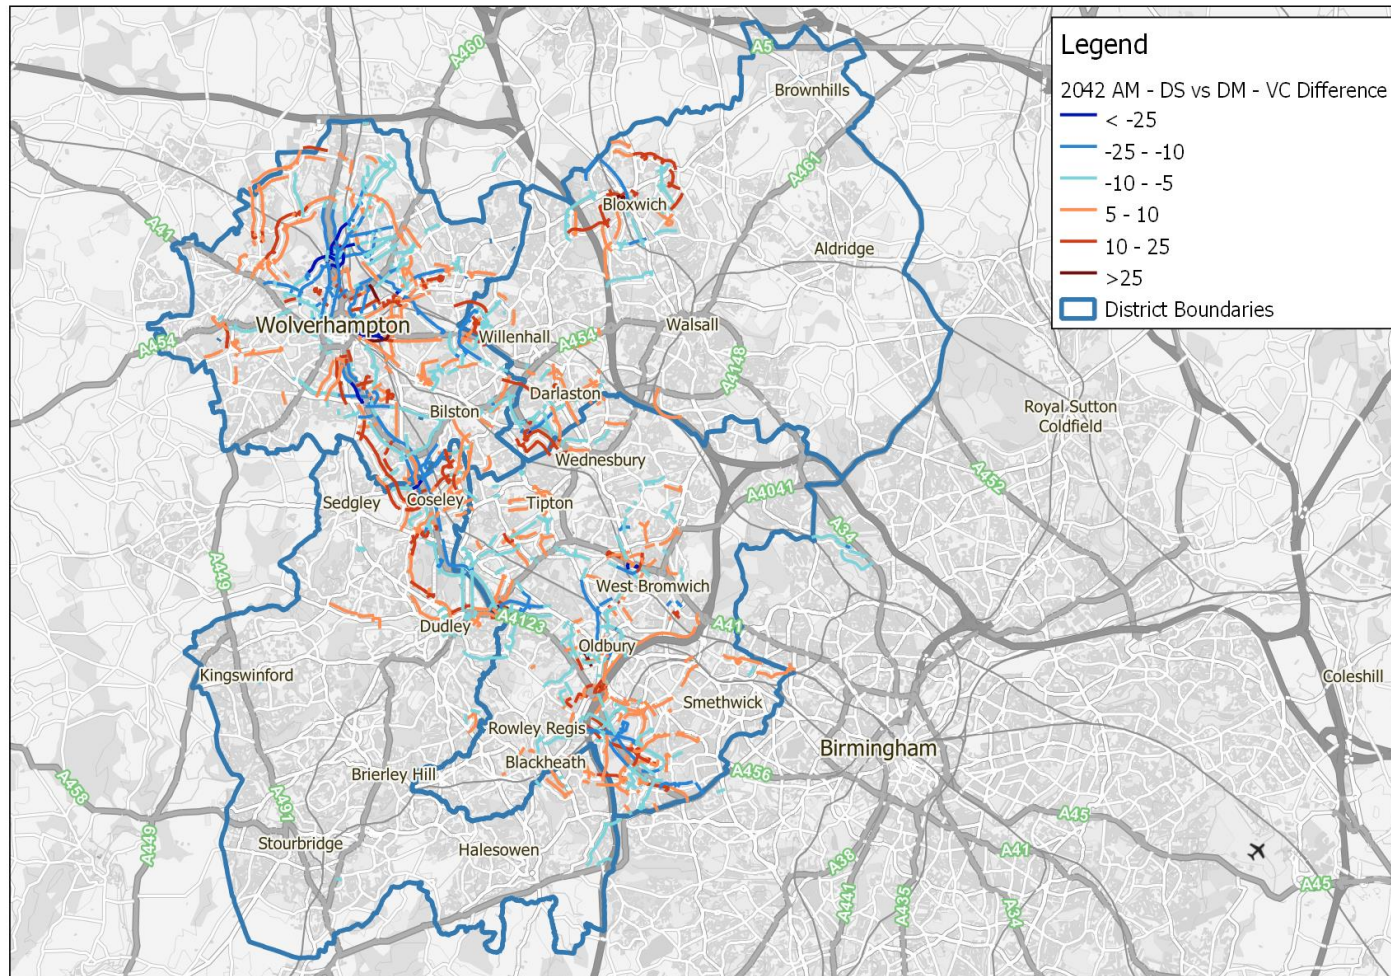 Legend
2042 AM - DS vs DM - VC Difference
< -25
-25 - -10
-10 - -5
5 - 10
10 - 25
>25
District Boundaries
A460
A5
Brownhills
A461
Bloxwich
A41
Aldridge
Wolverhampton
Walsall
Willenhall
A454
A454
A4148
Darlaston
Bilston
Royal Sutton
Coldfield
Wednesbury
A452
Sedgley
Coseley
Tipton
A4041
A34
A449
West Bromwich
A4123
A41
Dudley
Oldbury
Kingswinford
Coleshill
Smethwick
Rowley Regis
Birmingham
Blackheath
A456
Brierley Hill
A458
A491
A449
A45
Stourbridge
Halesowen
A38
A41
A45
A441
A435
A34